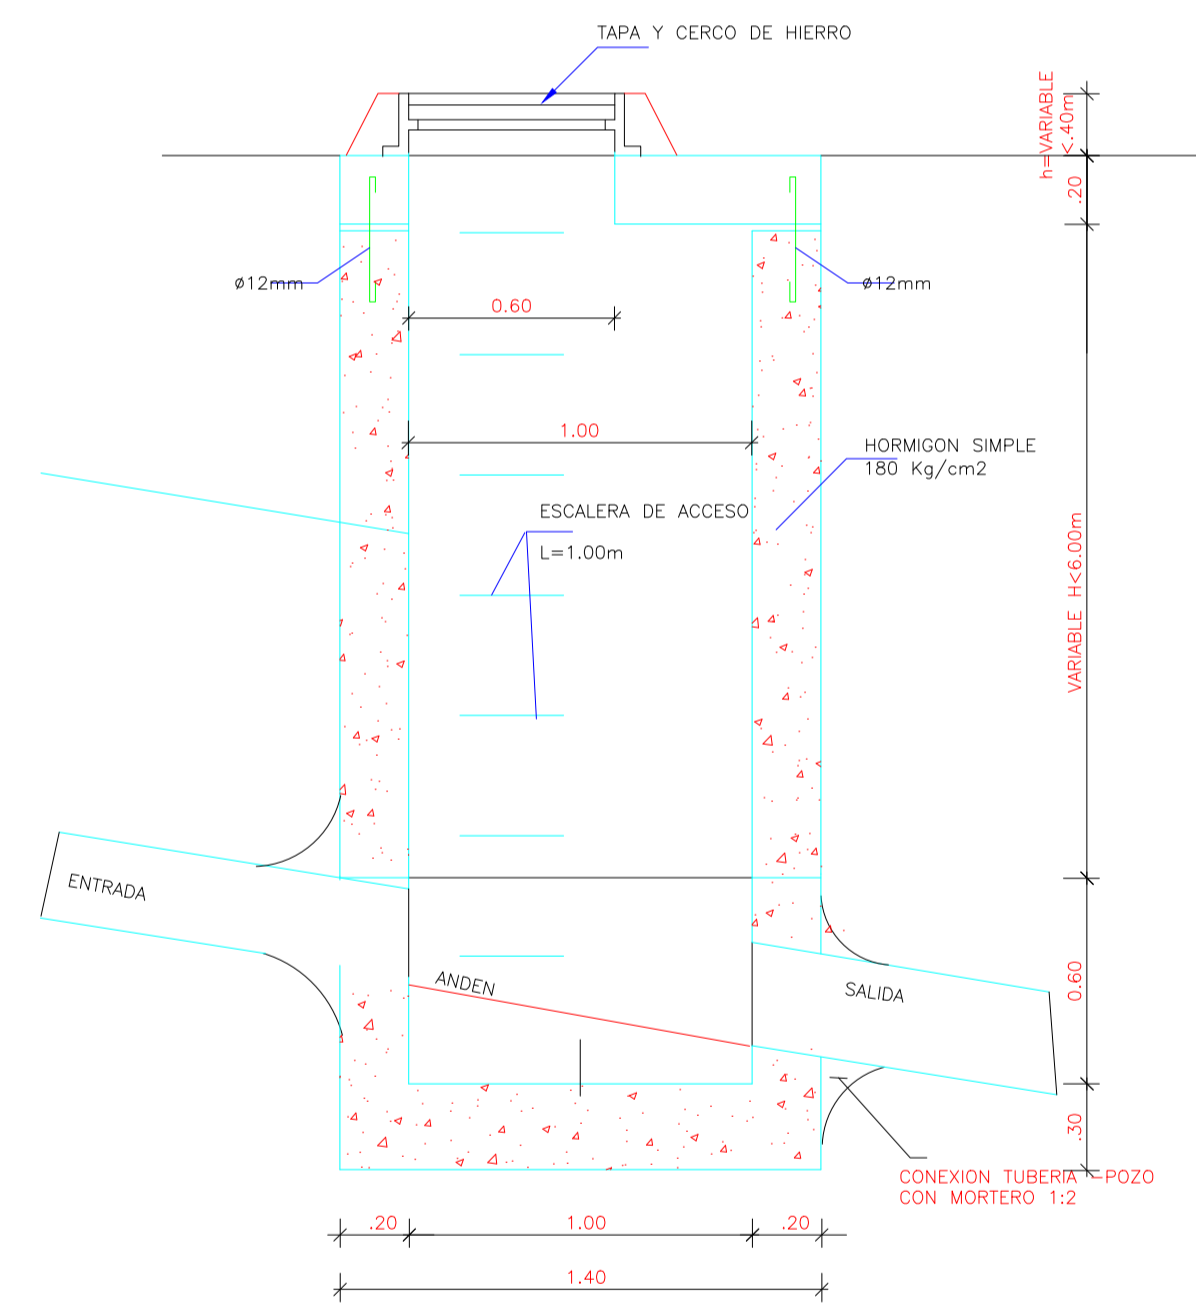 TAPA Y CERCO DE HIERRO
h=VARIABLE
<.40m
.20
ø12mm
ø12mm
0.60
1.00
HORMIGON SIMPLE
180 Kg/cm2
ESCALERA DE ACCESO
L=1.00m
VARIABLE H<6.00m
ENTRADA
ANDEN
SALIDA
0.60
.30
CONEXION TUBERIA -POZO
CON MORTERO 1:2
.20
1.00
.20
1.40